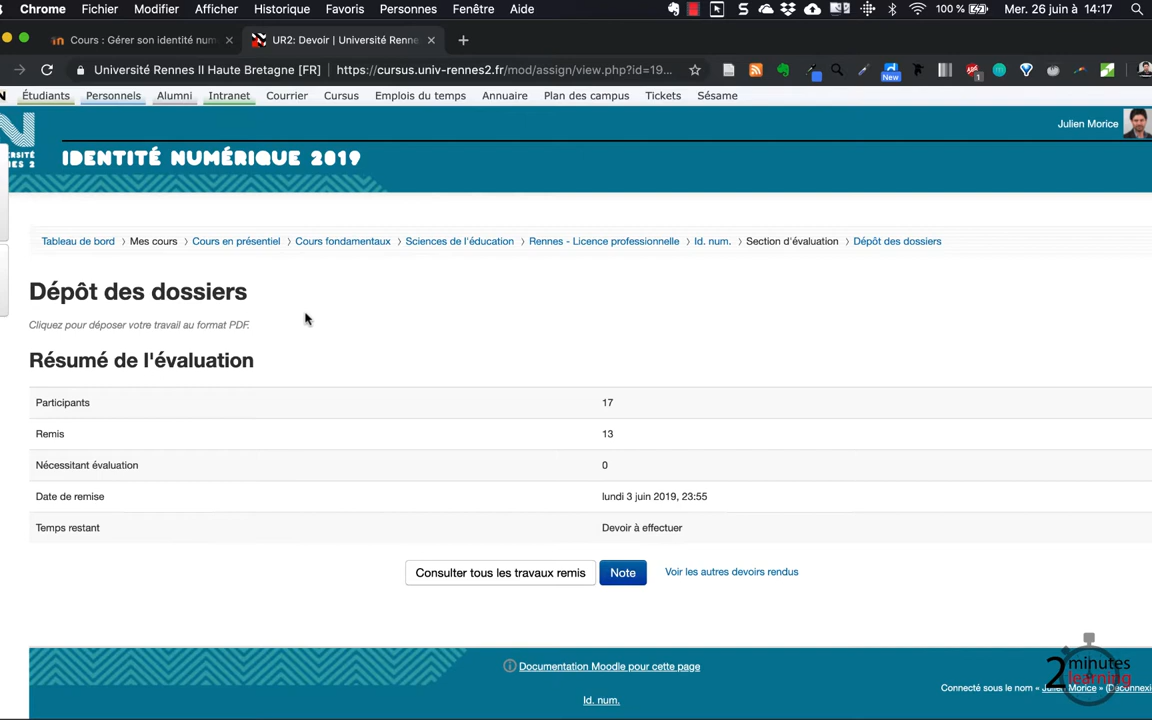 Chrome Fichier Modifier Afficher Historique Favoris Personnes Fenêtre Aide 100 % Mer. 26 juin à 14:17
Cours : Gérer son identité num
UR2: Devoir | Université Renne
Université Rennes II Haute Bretagne [FR] https://cursus.univ-rennes2.fr/mod/assign/view.php?id=19...
New
1
Étudiants Personnels Alumni Intranet Courrier Cursus Emplois du temps Annuaire Plan des campus Tickets Sésame
Julien Morice
IDENTITÉ NUMÉRIQUE 2019
Tableau de bord Mes cours Cours en présentiel Cours fondamentaux Sciences de l'éducation Rennes - Licence professionnelle Id. num. Section d'évaluation Dépôt des dossiers
Dépôt des dossiers
Cliquez pour déposer votre travail au format PDF.
Résumé de l'évaluation
Participants 17
Remis 13
Nécessitant évaluation 0
Date de remise lundi 3 juin 2019, 23:55
Temps restant Devoir à effectuer
Consulter tous les travaux remis Note Voir les autres devoirs rendus
Documentation Moodle pour cette page
2 minutes learning
Connecté sous le nom « Julien Morice » (Déconnexi
Id. num.